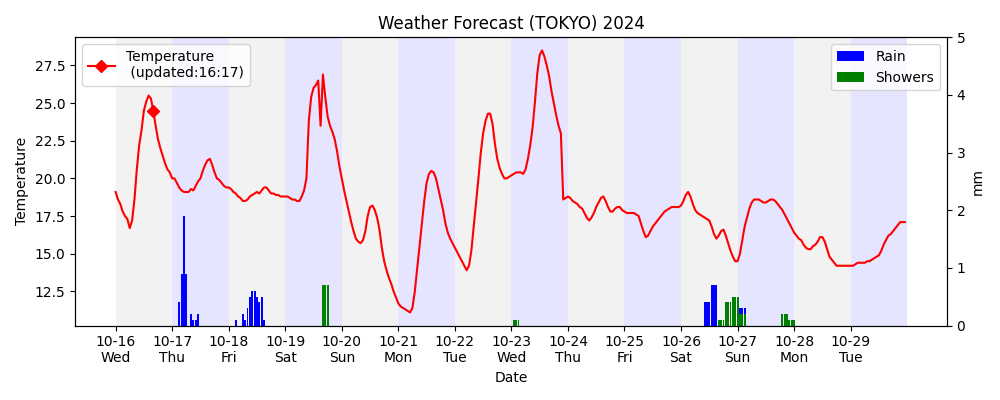 Weather Forecast (TOKYO) 2024
Temperature
(updated:16:17)
Rain
Showers
27.5
25.0
22.5
20.0
17.5
15.0
12.5
Temperature
5
4
3
2
1
0
mm
10-16 10-17 10-18 10-19 10-20 10-21 10-22 10-23 10-24 10-25 10-26 10-27 10-28 10-29
Wed Thu Fri Sat Sun Mon Tue Wed Thu Fri Sat Sun Mon Tue
Date